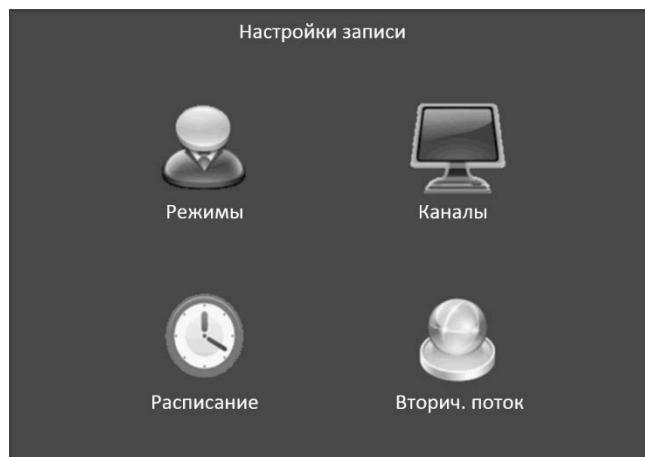 Настройки записи
Режимы
Каналы
Расписание
Вторич. поток